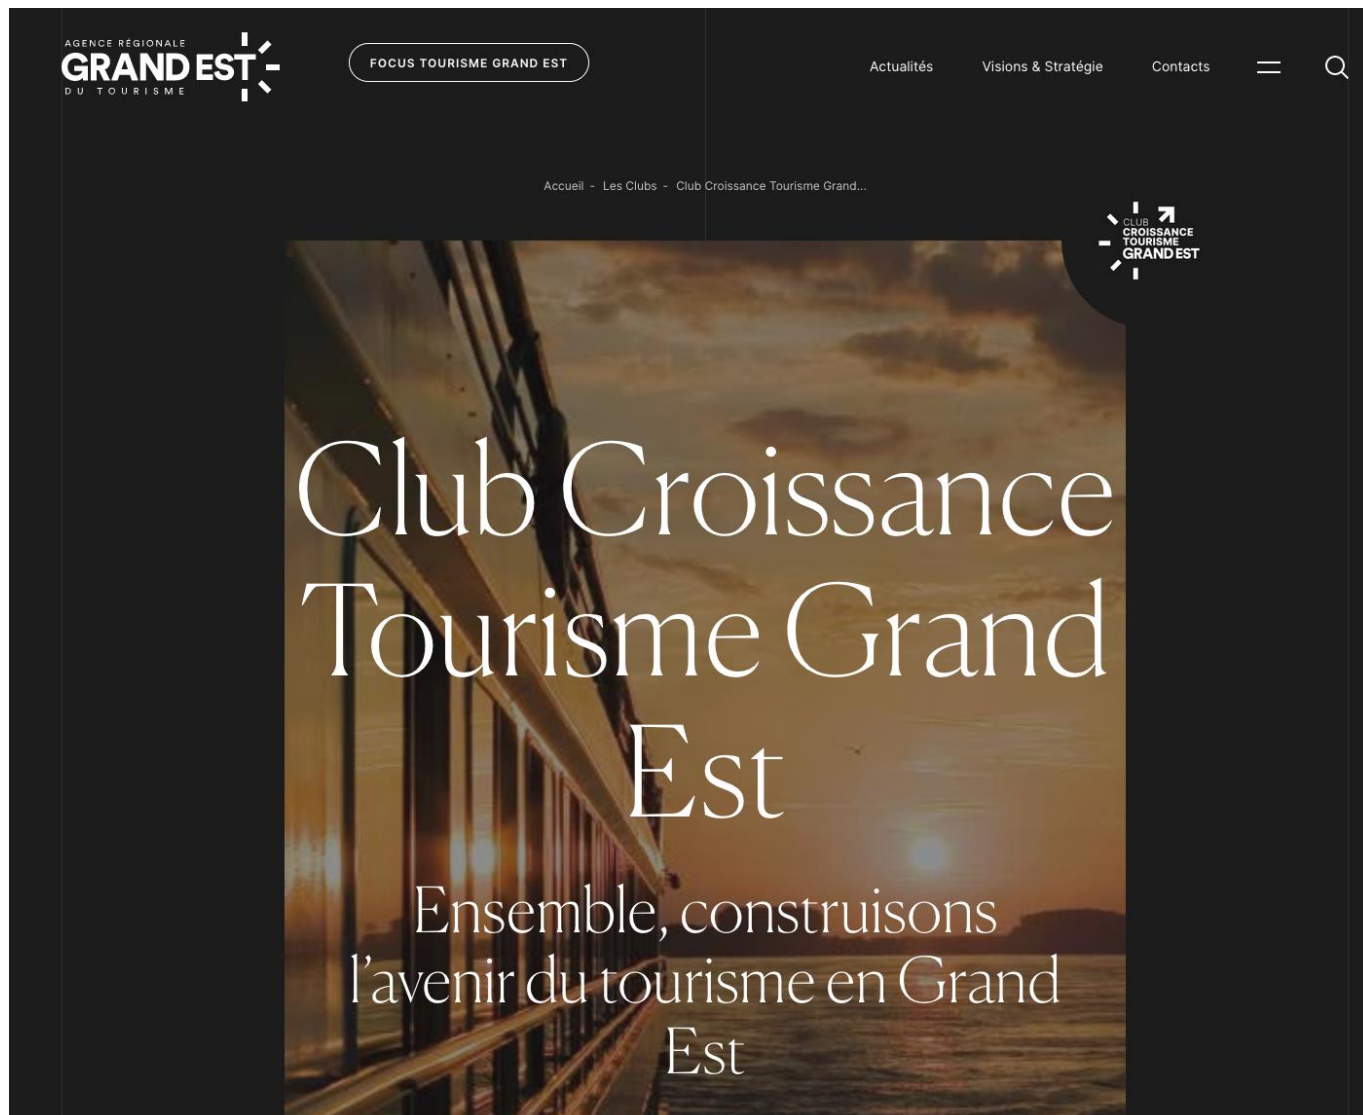 AGENCE RÉGIONALE
GRAND EST
DU TOURISME
FOCUS TOURISME GRAND EST
Actualités
Visions & Stratégie
Contacts
Accueil - Les Clubs - Club Croissance Tourisme Grand...
CLUB
CROISSANCE
TOURISME
GRAND EST
Club Croissance
Tourisme Grand
Est
Ensemble, construisons
l’avenir du tourisme en Grand
Est